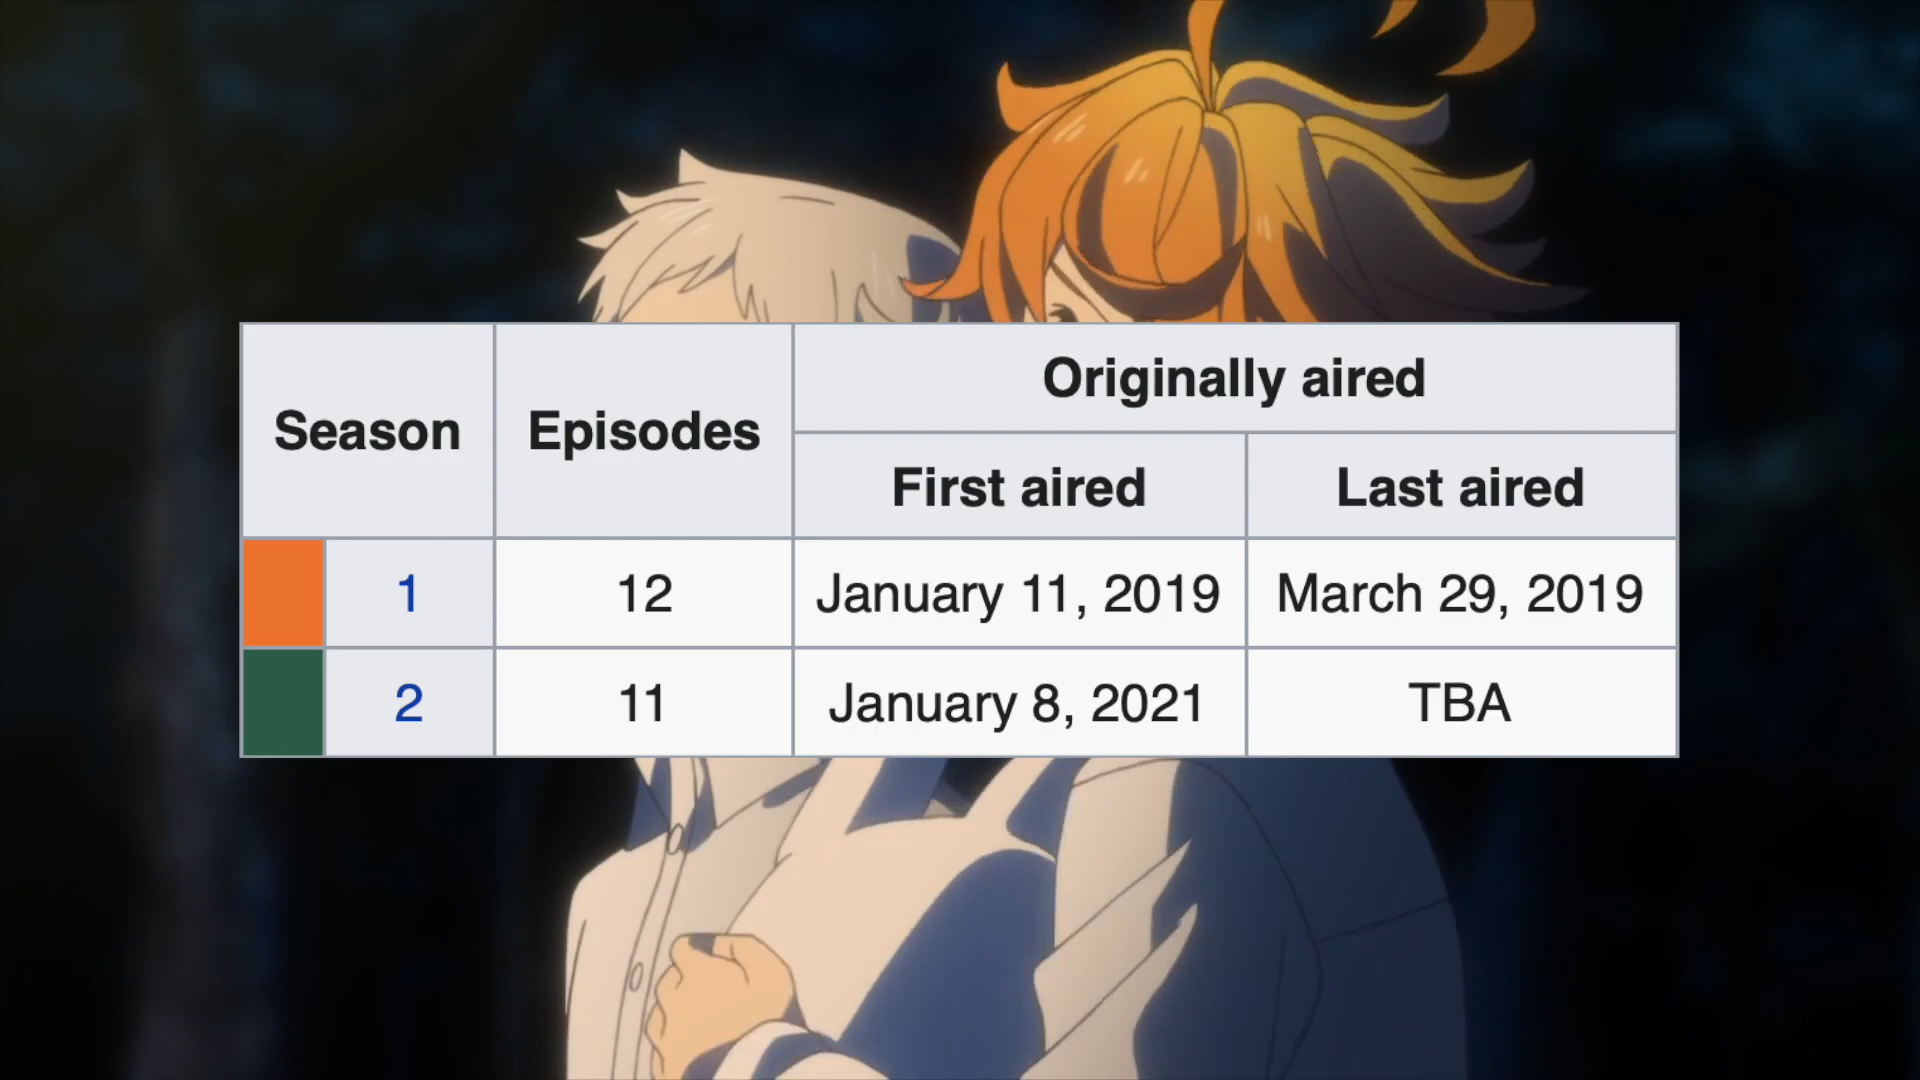 Season Episodes Originally aired
First aired Last aired
1 12 January 11, 2019 March 29, 2019
2 11 January 8, 2021 TBA